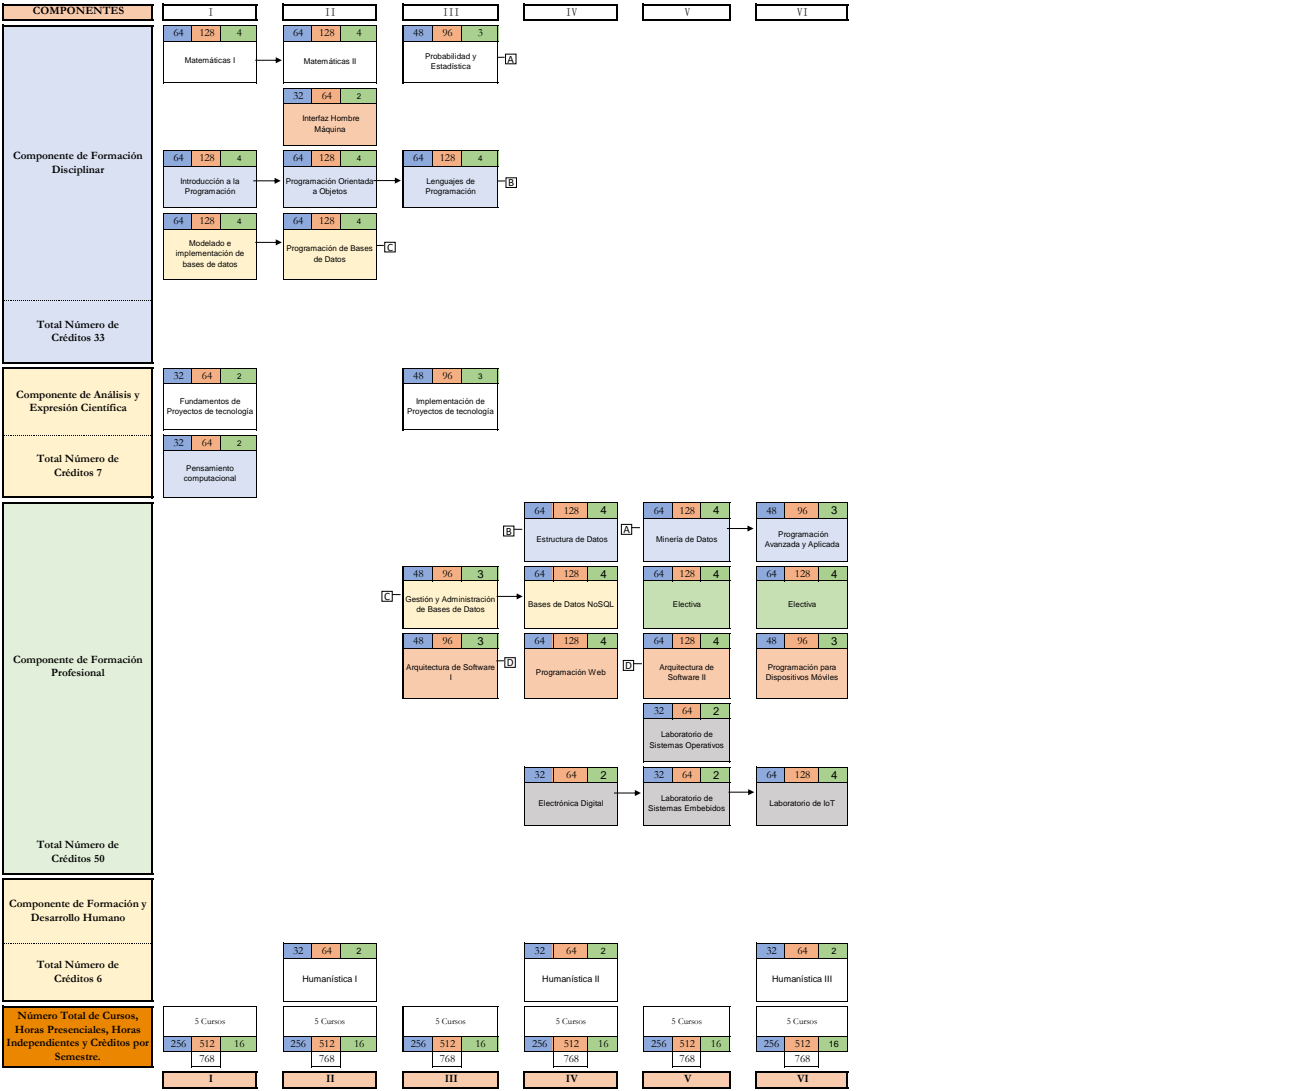 COMPONENTES I II III IV V VI
64 128 4 64 128 4 48 96 3
Matemáticas I
Matemáticas II
Probabilidad y
Estadística
A
32 64 2
Interfaz Hombre
Máquina
Componente de Formación
Disciplinar
64 128 4 64 128 4 64 128 4
Introducción a la
Programación
Programación Orientada
a Objetos
Lenguajes de
Programación
B
64 128 4 64 128 4
Modelado e
implementación de
bases de datos
Programación de Bases
de Datos
C
Total Número de
Créditos 33
32 64 2 48 96 3
Componente de Análisis y
Expresión Científica
Fundamentos de
Proyectos de tecnología
Implementación de
Proyectos de tecnología
32 64 2
Total Número de
Créditos 7
Pensamiento
computacional
64 128 4 64 128 4 48 96 3
B
Estructura de Datos
A
Minería de Datos
Programación
Avanzada y Aplicada
48 96 3 64 128 4 64 128 4 64 128 4
C
Gestión y Administración
de Bases de Datos
Bases de Datos NoSQL
Electiva
Electiva
48 96 3 64 128 4 64 128 4 48 96 3
Componente de Formación
Profesional
Arquitectura de Software
I
D
Programación Web
D
Arquitectura de
Software II
Programación para
Dispositivos Móviles
32 64 2
Laboratorio de
Sistemas Operativos
32 64 2 32 64 2 64 128 4
Electrónica Digital
Laboratorio de
Sistemas Embebidos
Laboratorio de IoT
Total Número de
Créditos 50
Componente de Formación y
Desarrollo Humano
32 64 2 32 64 2 32 64 2
Total Número de
Créditos 6
Humanística I
Humanística II
Humanística III
Número Total de Cursos,
Horas Presenciales, Horas
Independientes y Créditos por
Semestre.
5 Cursos 5 Cursos 5 Cursos 5 Cursos 5 Cursos 5 Cursos
256 512 16 256 512 16 256 512 16 256 512 16 256 512 16 256 512 16
768 768 768 768 768 768
I II III IV V VI